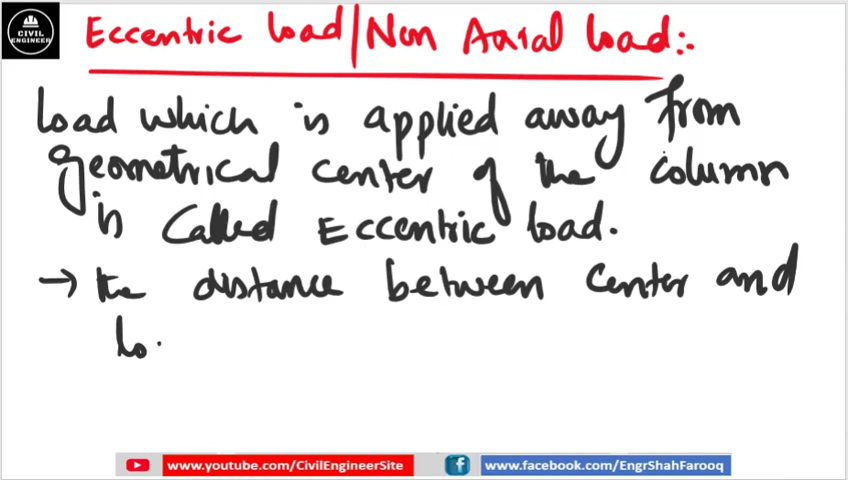 CIVIL
ENGINEER
Eccentric load/Non Axial load:-
load which is applied away from
geometrical center of the column
is called Eccentric load.
→ the distance between center and
lo.
www.youtube.com/CivilEngineerSite
www.facebook.com/EngrShahFarooq